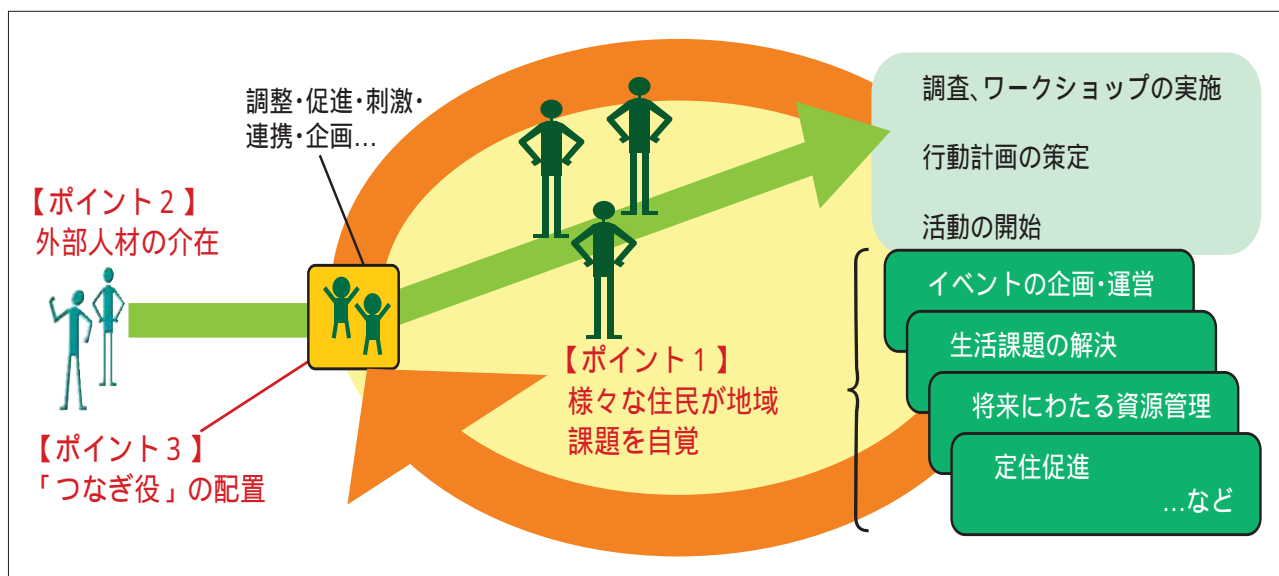 調整・促進・刺激・
連携・企画…
【ポイント２】
外部人材の介在
【ポイント３】
「つなぎ役」の配置
【ポイント１】
様々な住民が地域
課題を自覚
調査、ワークショップの実施
行動計画の策定
活動の開始
イベントの企画・運営
生活課題の解決
将来にわたる資源管理
定住促進
…など